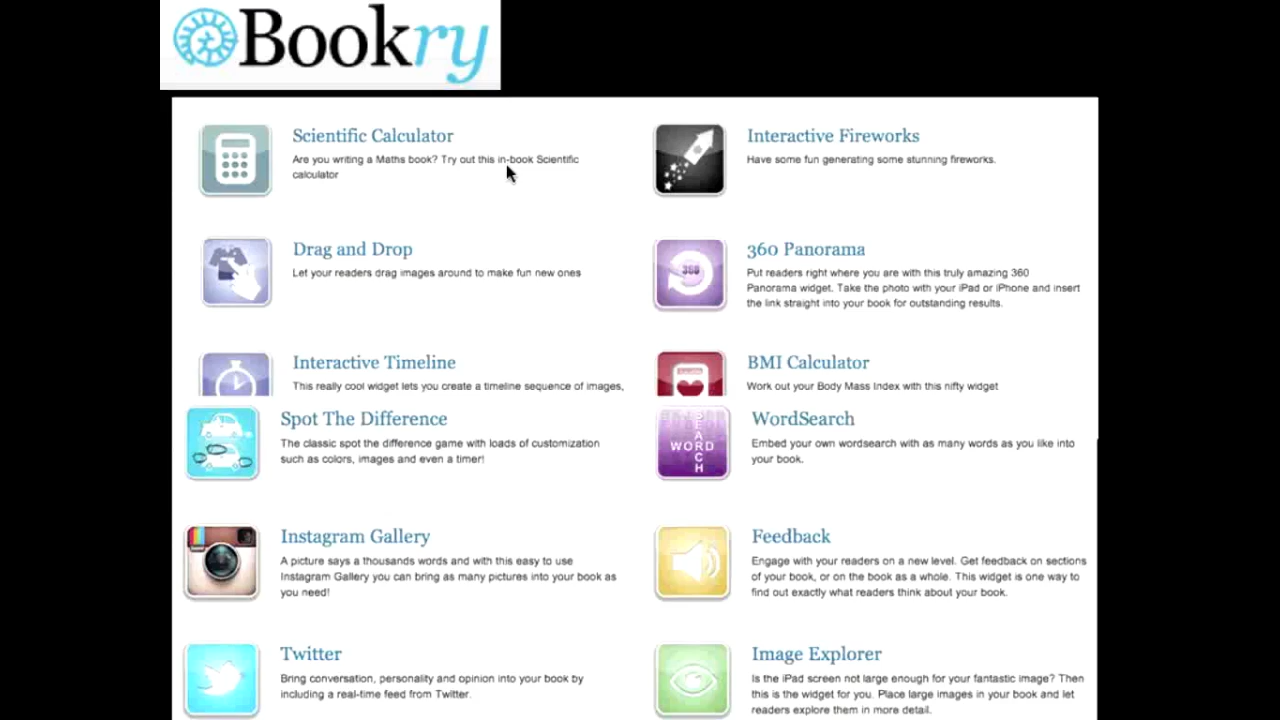 Bookry
Scientific Calculator
Are you writing a Maths book? Try out this in-book Scientific
calculator
Interactive Fireworks
Have some fun generating some stunning fireworks.
Drag and Drop
Let your readers drag images around to make fun new ones
360
360 Panorama
Put readers right where you are with this truly amazing 360
Panorama widget. Take the photo with your iPad or iPhone and insert
the link straight into your book for outstanding results.
Interactive Timeline
This really cool widget lets you create a timeline sequence of images,
BMI Calculator
Work out your Body Mass Index with this nifty widget
Spot The Difference
The classic spot the difference game with loads of customization
such as colors, images and even a timer!
WORD
SEARCH
WordSearch
Embed your own wordsearch with as many words as you like into
your book.
Instagram Gallery
A picture says a thousands words and with this easy to use
Instagram Gallery you can bring as many pictures into your book as
you need!
Feedback
Engage with your readers on a new level. Get feedback on sections
of your book, or on the book as a whole. This widget is one way to
find out exactly what readers think about your book.
Twitter
Bring conversation, personality and opinion into your book by
including a real-time feed from Twitter.
Image Explorer
Is the iPad screen not large enough for your fantastic image? Then
this is the widget for you. Place large images in your book and let
readers explore them in more detail.